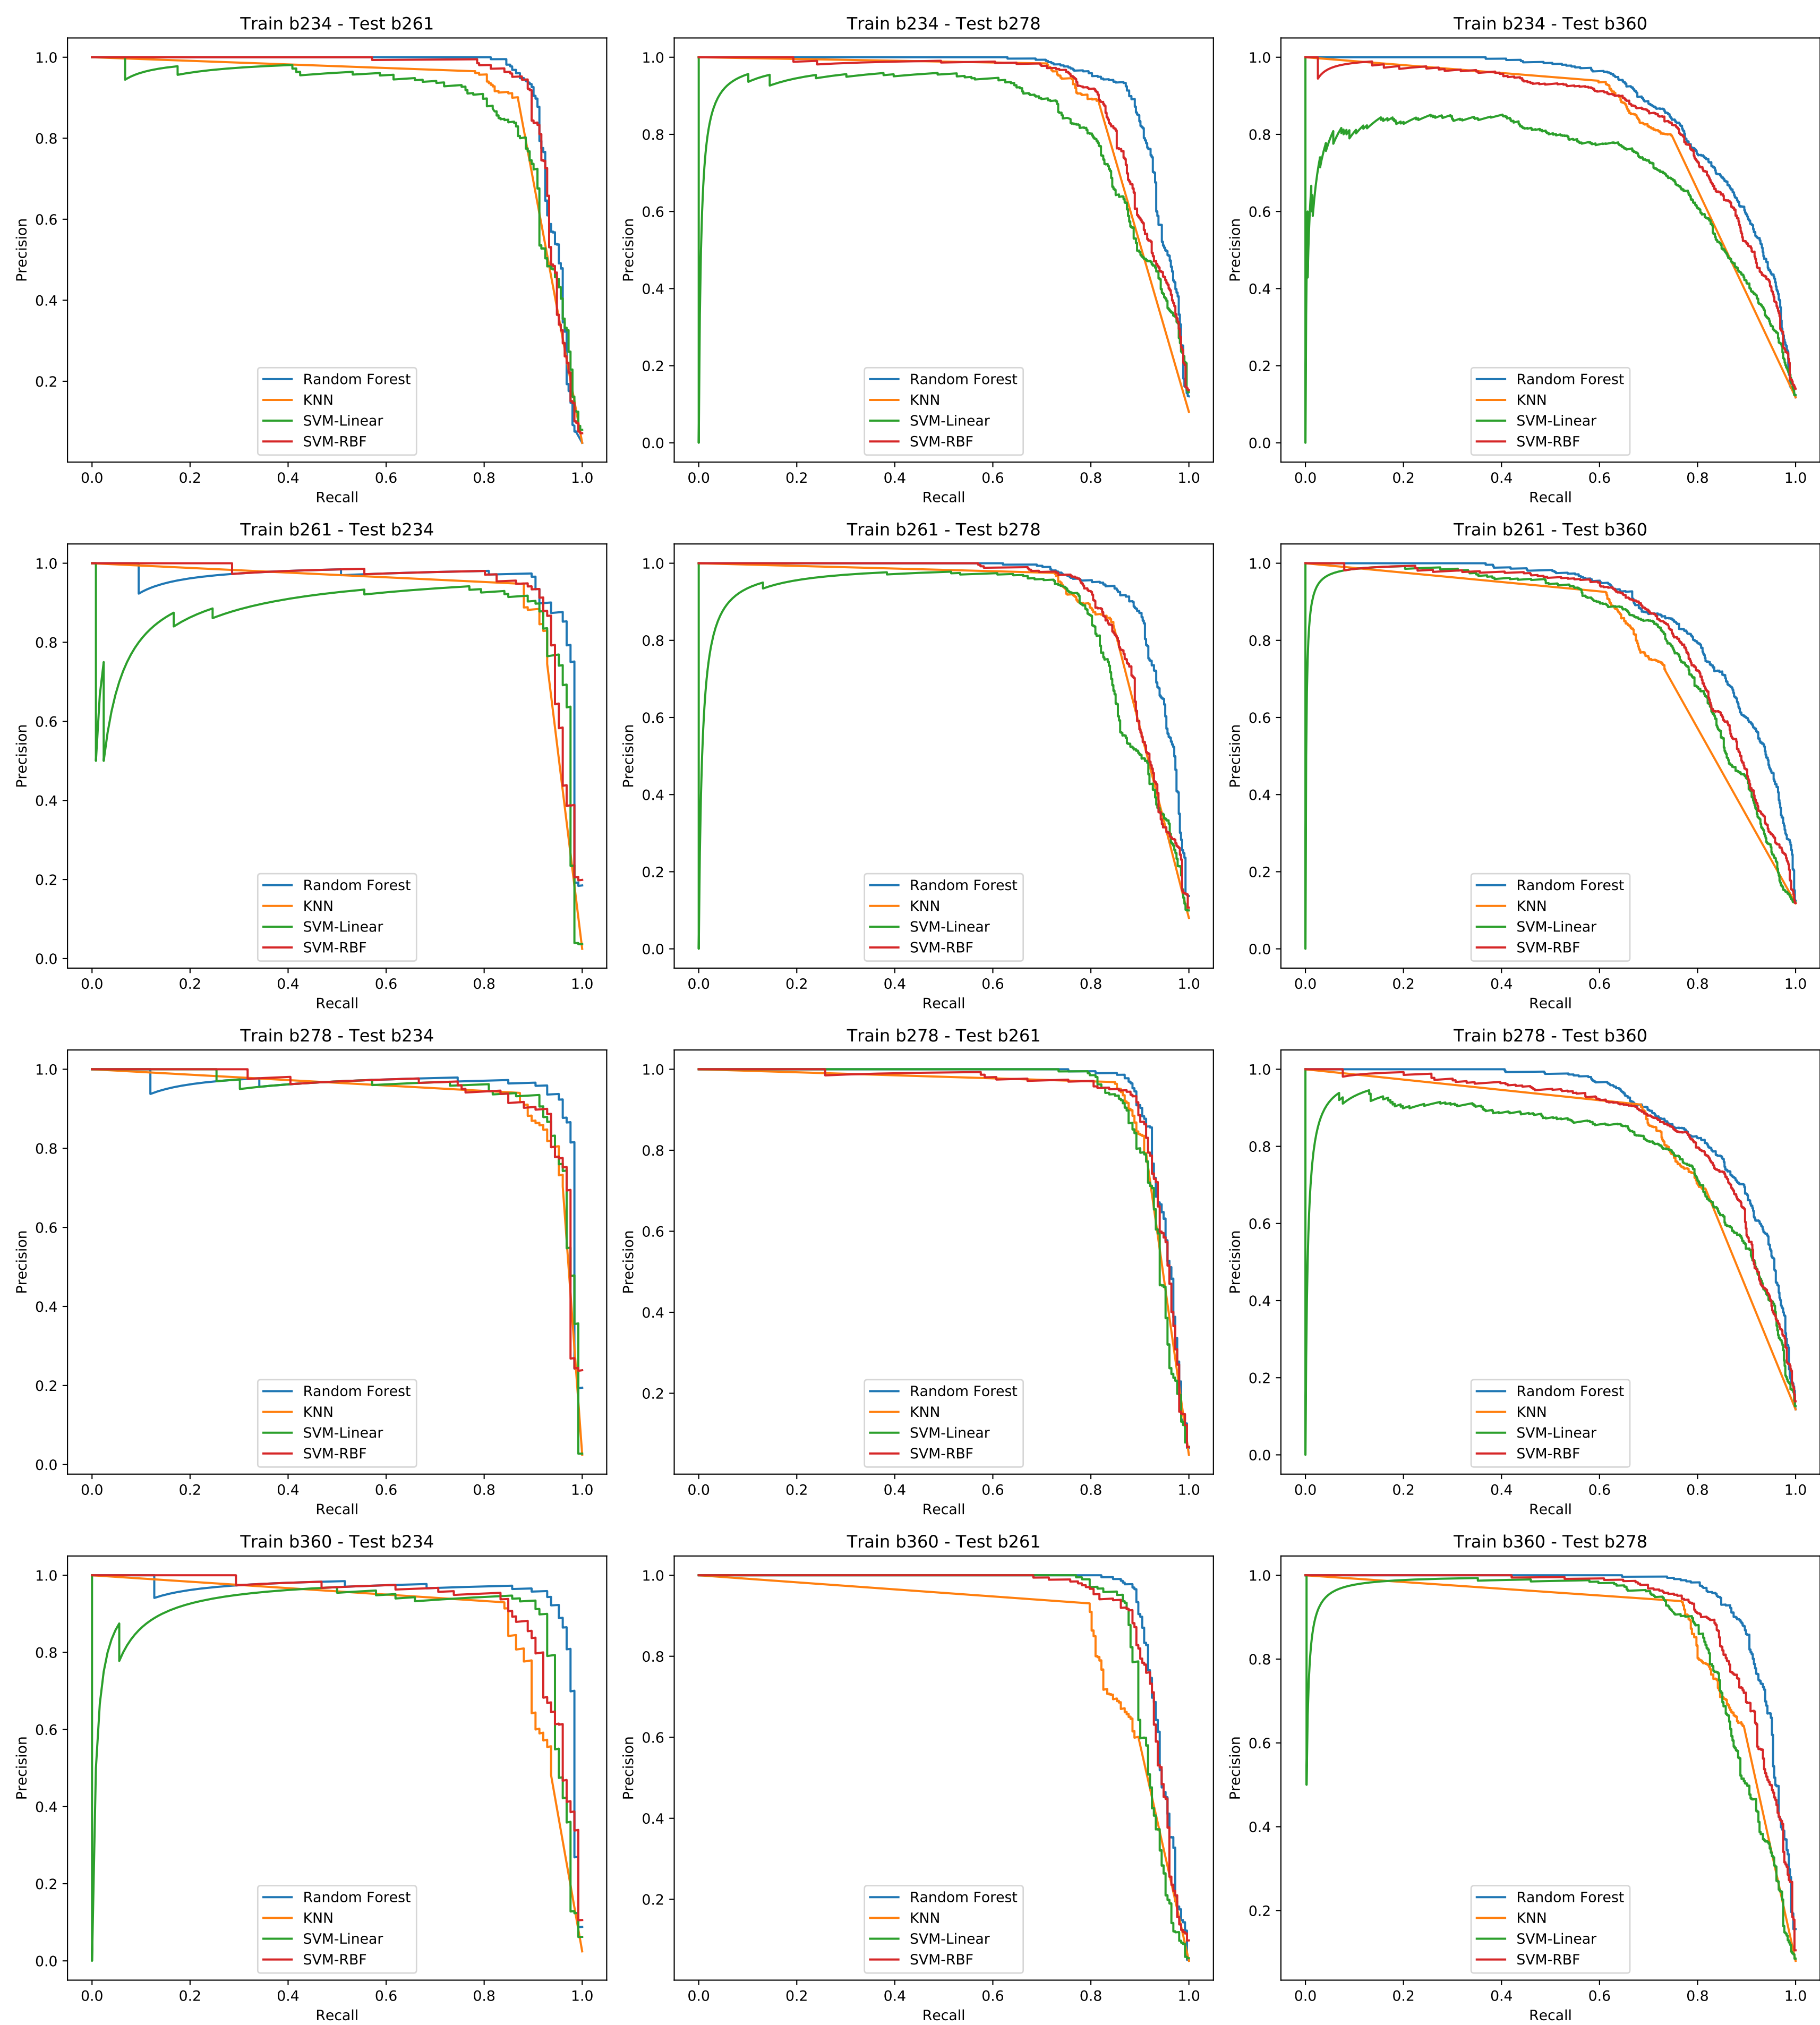 Train b234 - Test b261
1.0
0.8
0.6
0.4
0.2
Precision
Random Forest
KNN
SVM-Linear
SVM-RBF
0.0 0.2 0.4 0.6 0.8 1.0
Recall
Train b234 - Test b278
1.0
0.8
0.6
0.4
0.2
0.0
Precision
Random Forest
KNN
SVM-Linear
SVM-RBF
0.0 0.2 0.4 0.6 0.8 1.0
Recall
Train b234 - Test b360
1.0
0.8
0.6
0.4
0.2
0.0
Precision
Random Forest
KNN
SVM-Linear
SVM-RBF
0.0 0.2 0.4 0.6 0.8 1.0
Recall
Train b261 - Test b234
1.0
0.8
0.6
0.4
0.2
0.0
Precision
Random Forest
KNN
SVM-Linear
SVM-RBF
0.0 0.2 0.4 0.6 0.8 1.0
Recall
Train b261 - Test b278
1.0
0.8
0.6
0.4
0.2
0.0
Precision
Random Forest
KNN
SVM-Linear
SVM-RBF
0.0 0.2 0.4 0.6 0.8 1.0
Recall
Train b261 - Test b360
1.0
0.8
0.6
0.4
0.2
0.0
Precision
Random Forest
KNN
SVM-Linear
SVM-RBF
0.0 0.2 0.4 0.6 0.8 1.0
Recall
Train b278 - Test b234
1.0
0.8
0.6
0.4
0.2
0.0
Precision
Random Forest
KNN
SVM-Linear
SVM-RBF
0.0 0.2 0.4 0.6 0.8 1.0
Recall
Train b278 - Test b261
1.0
0.8
0.6
0.4
0.2
Precision
Random Forest
KNN
SVM-Linear
SVM-RBF
0.0 0.2 0.4 0.6 0.8 1.0
Recall
Train b278 - Test b360
1.0
0.8
0.6
0.4
0.2
0.0
Precision
Random Forest
KNN
SVM-Linear
SVM-RBF
0.0 0.2 0.4 0.6 0.8 1.0
Recall
Train b360 - Test b234
1.0
0.8
0.6
0.4
0.2
0.0
Precision
Random Forest
KNN
SVM-Linear
SVM-RBF
0.0 0.2 0.4 0.6 0.8 1.0
Recall
Train b360 - Test b261
1.0
0.8
0.6
0.4
0.2
Precision
Random Forest
KNN
SVM-Linear
SVM-RBF
0.0 0.2 0.4 0.6 0.8 1.0
Recall
Train b360 - Test b278
1.0
0.8
0.6
0.4
0.2
Precision
Random Forest
KNN
SVM-Linear
SVM-RBF
0.0 0.2 0.4 0.6 0.8 1.0
Recall